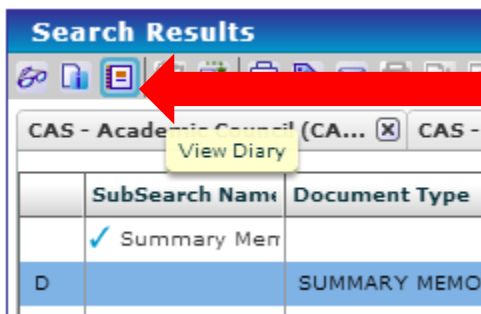 Search Results
CAS - Academic Council (CA... CAS -
View Diary
SubSearch Name Document Type
Summary Mem
D SUMMARY MEMO